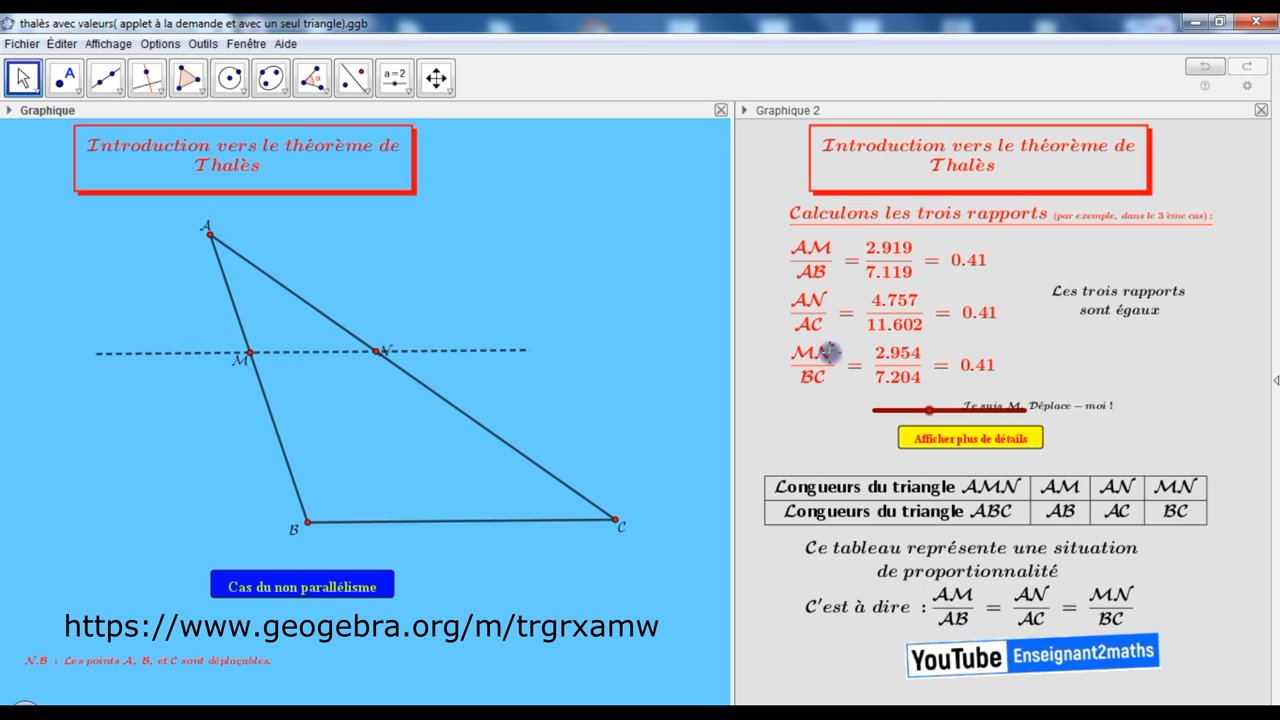 thalès avec valeurs( applet à la demande et avec un seul triangle).ggb
Fichier Éditer Affichage Options Outils Fenêtre Aide
A
a = 2
Graphique
Introduction vers le théorème de
Thalès
A
M
N
B
C
Cas du non parallélisme
https://www.geogebra.org/m/trgrxamw
N.B : Les points A, B, et C sont déplaçables.
Graphique 2
Introduction vers le théorème de
Thalès
Calculons les trois rapports (par exemple, dans le 3 ème cas) :
AM/AB = 2.919/7.119 = 0.41
AN/AC = 4.757/11.602 = 0.41
Les trois rapports
sont égaux
MN/BC = 2.954/7.204 = 0.41
Je suis M. Déplace – moi !
Afficher plus de détails
Longueurs du triangle AMN AM AN MN
Longueurs du triangle ABC AB AC BC
Ce tableau représente une situation
de proportionnalité
C'est à dire : AM/AB = AN/AC = MN/BC
YouTube Enseignant2maths